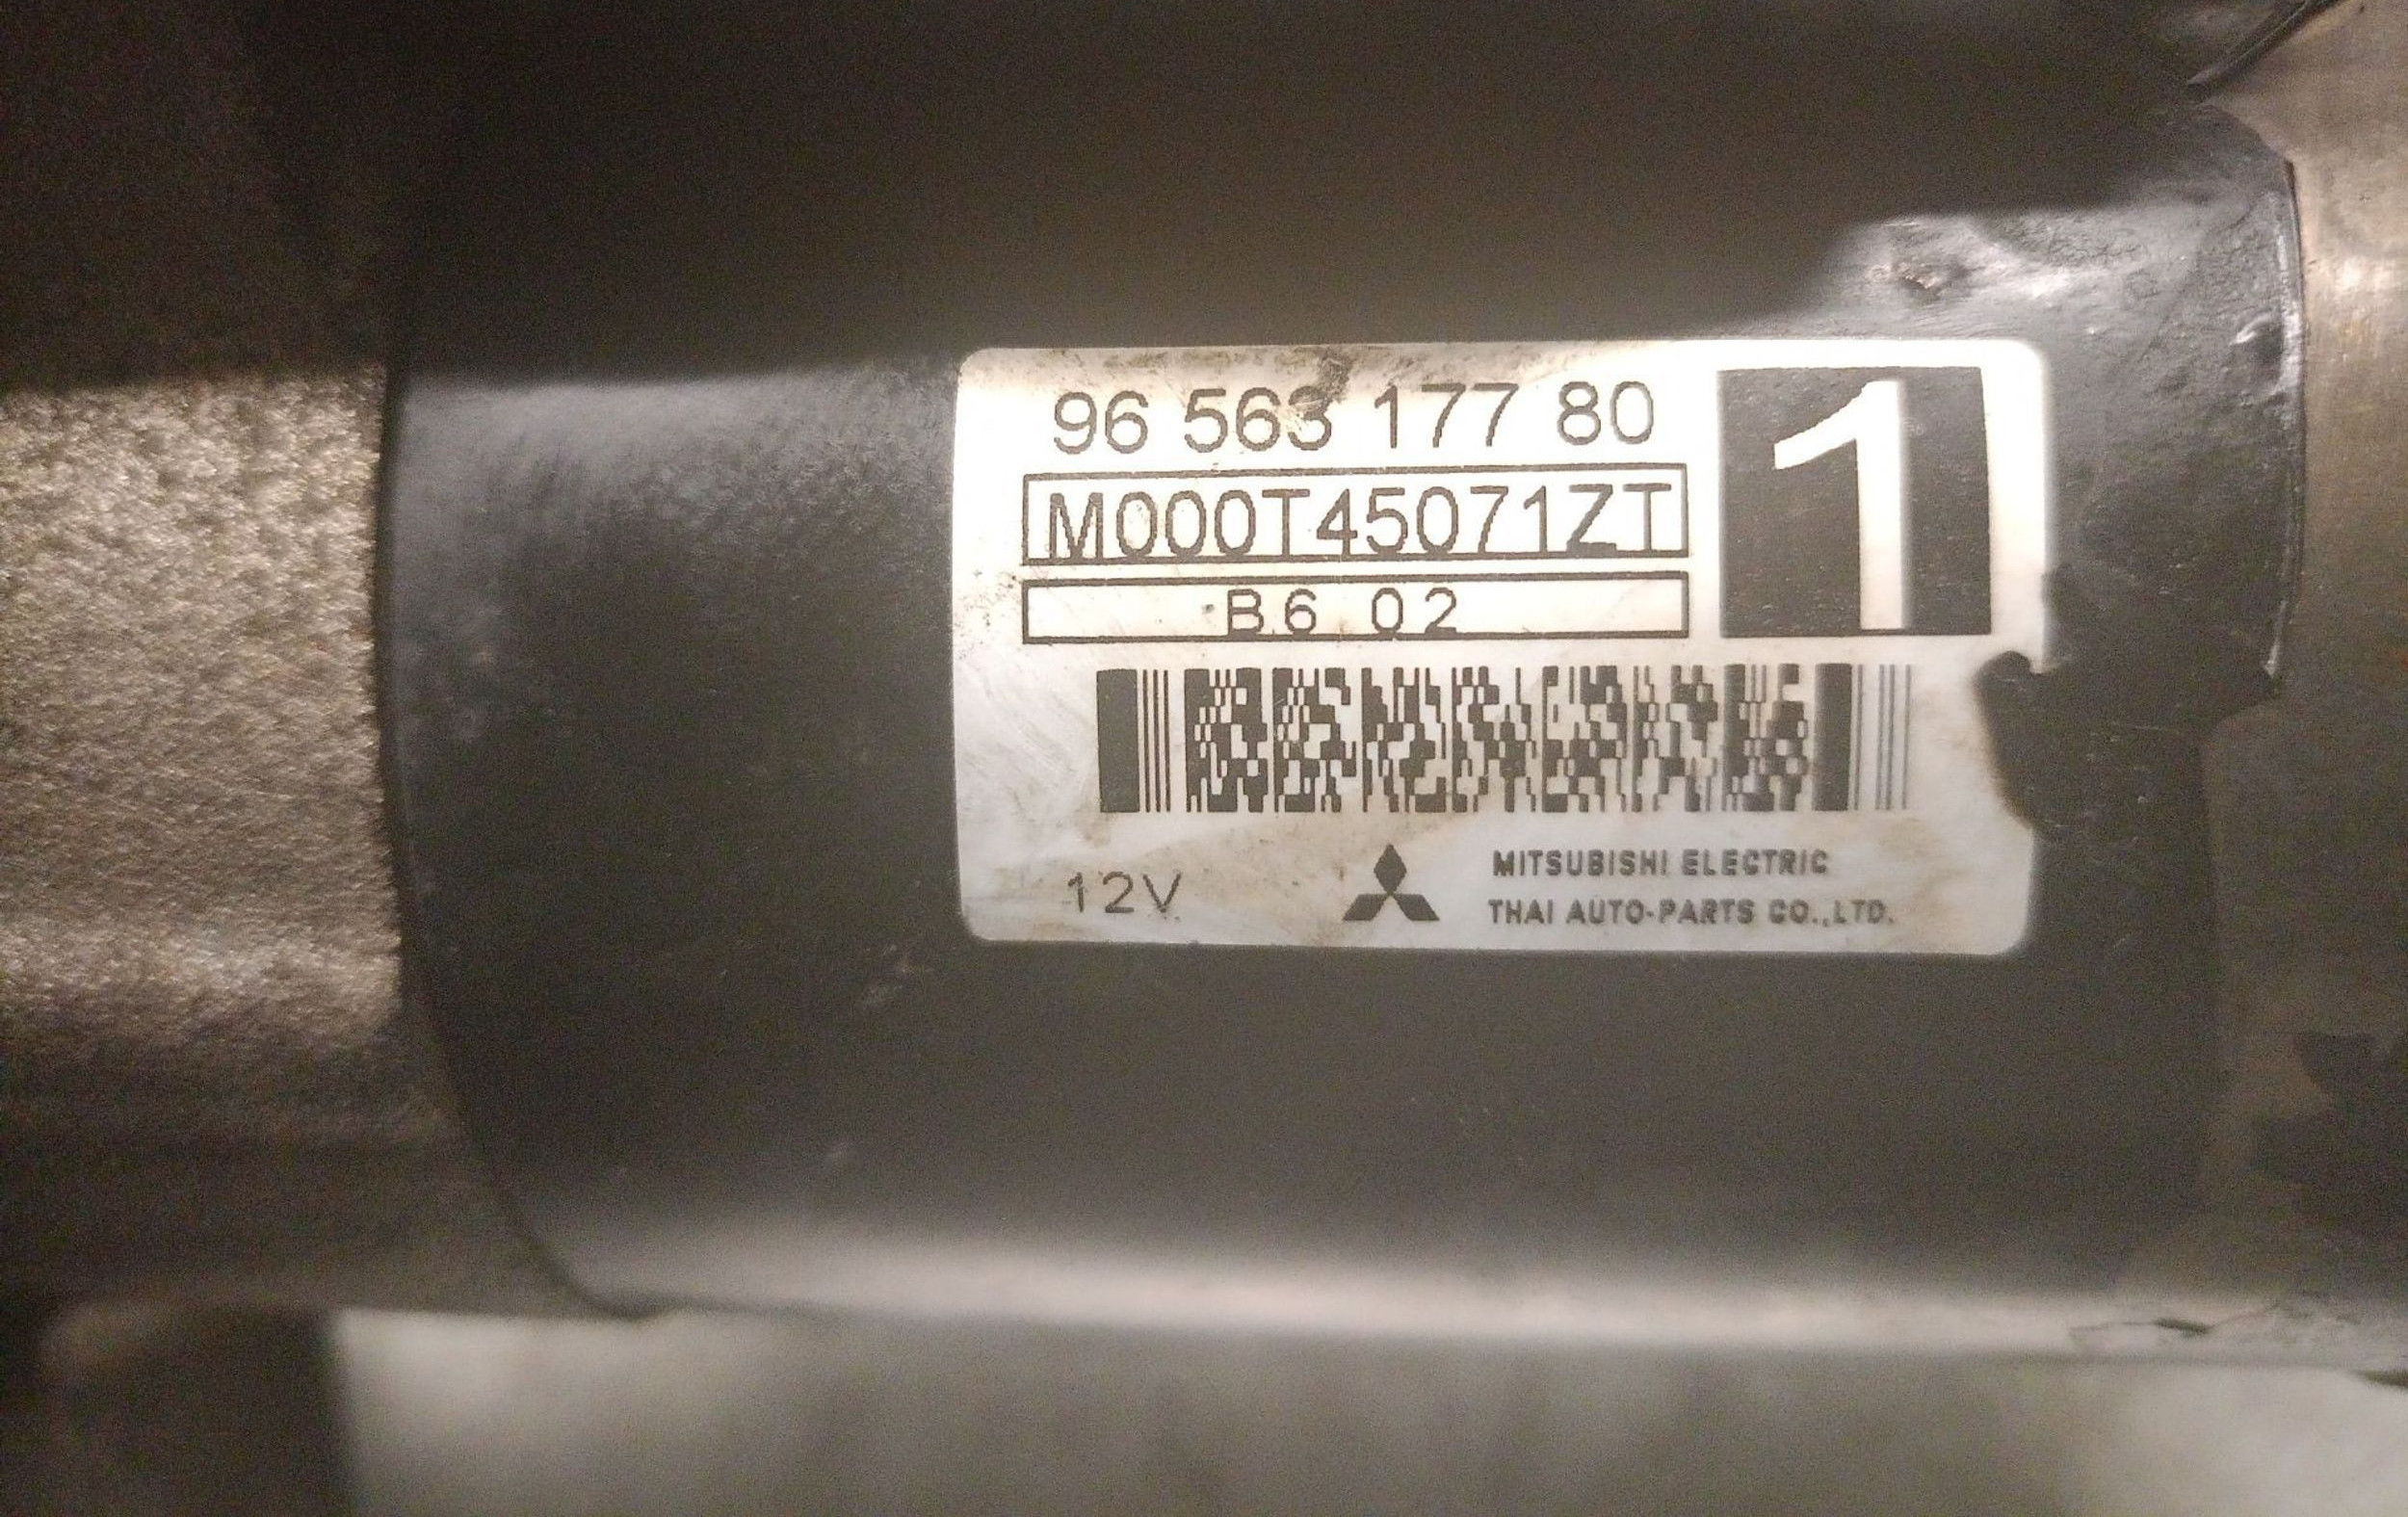 96 563 177 80
1
M000T45071ZT
B6 02
12V
MITSUBISHI ELECTRIC
THAI AUTO-PARTS CO.,LTD.